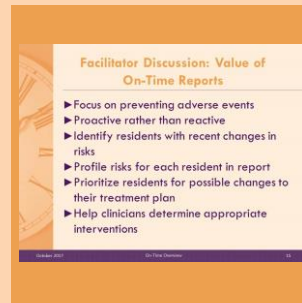 Facilitator Discussion: Value of
On-Time Reports
►Focus on preventing adverse events
►Proactive rather than reactive
►Identify residents with recent changes in
risks
►Profile risks for each resident in report
►Prioritize residents for possible changes to
their treatment plan
►Help clinicians determine appropriate
interventions
October 2017 On-Time Overview